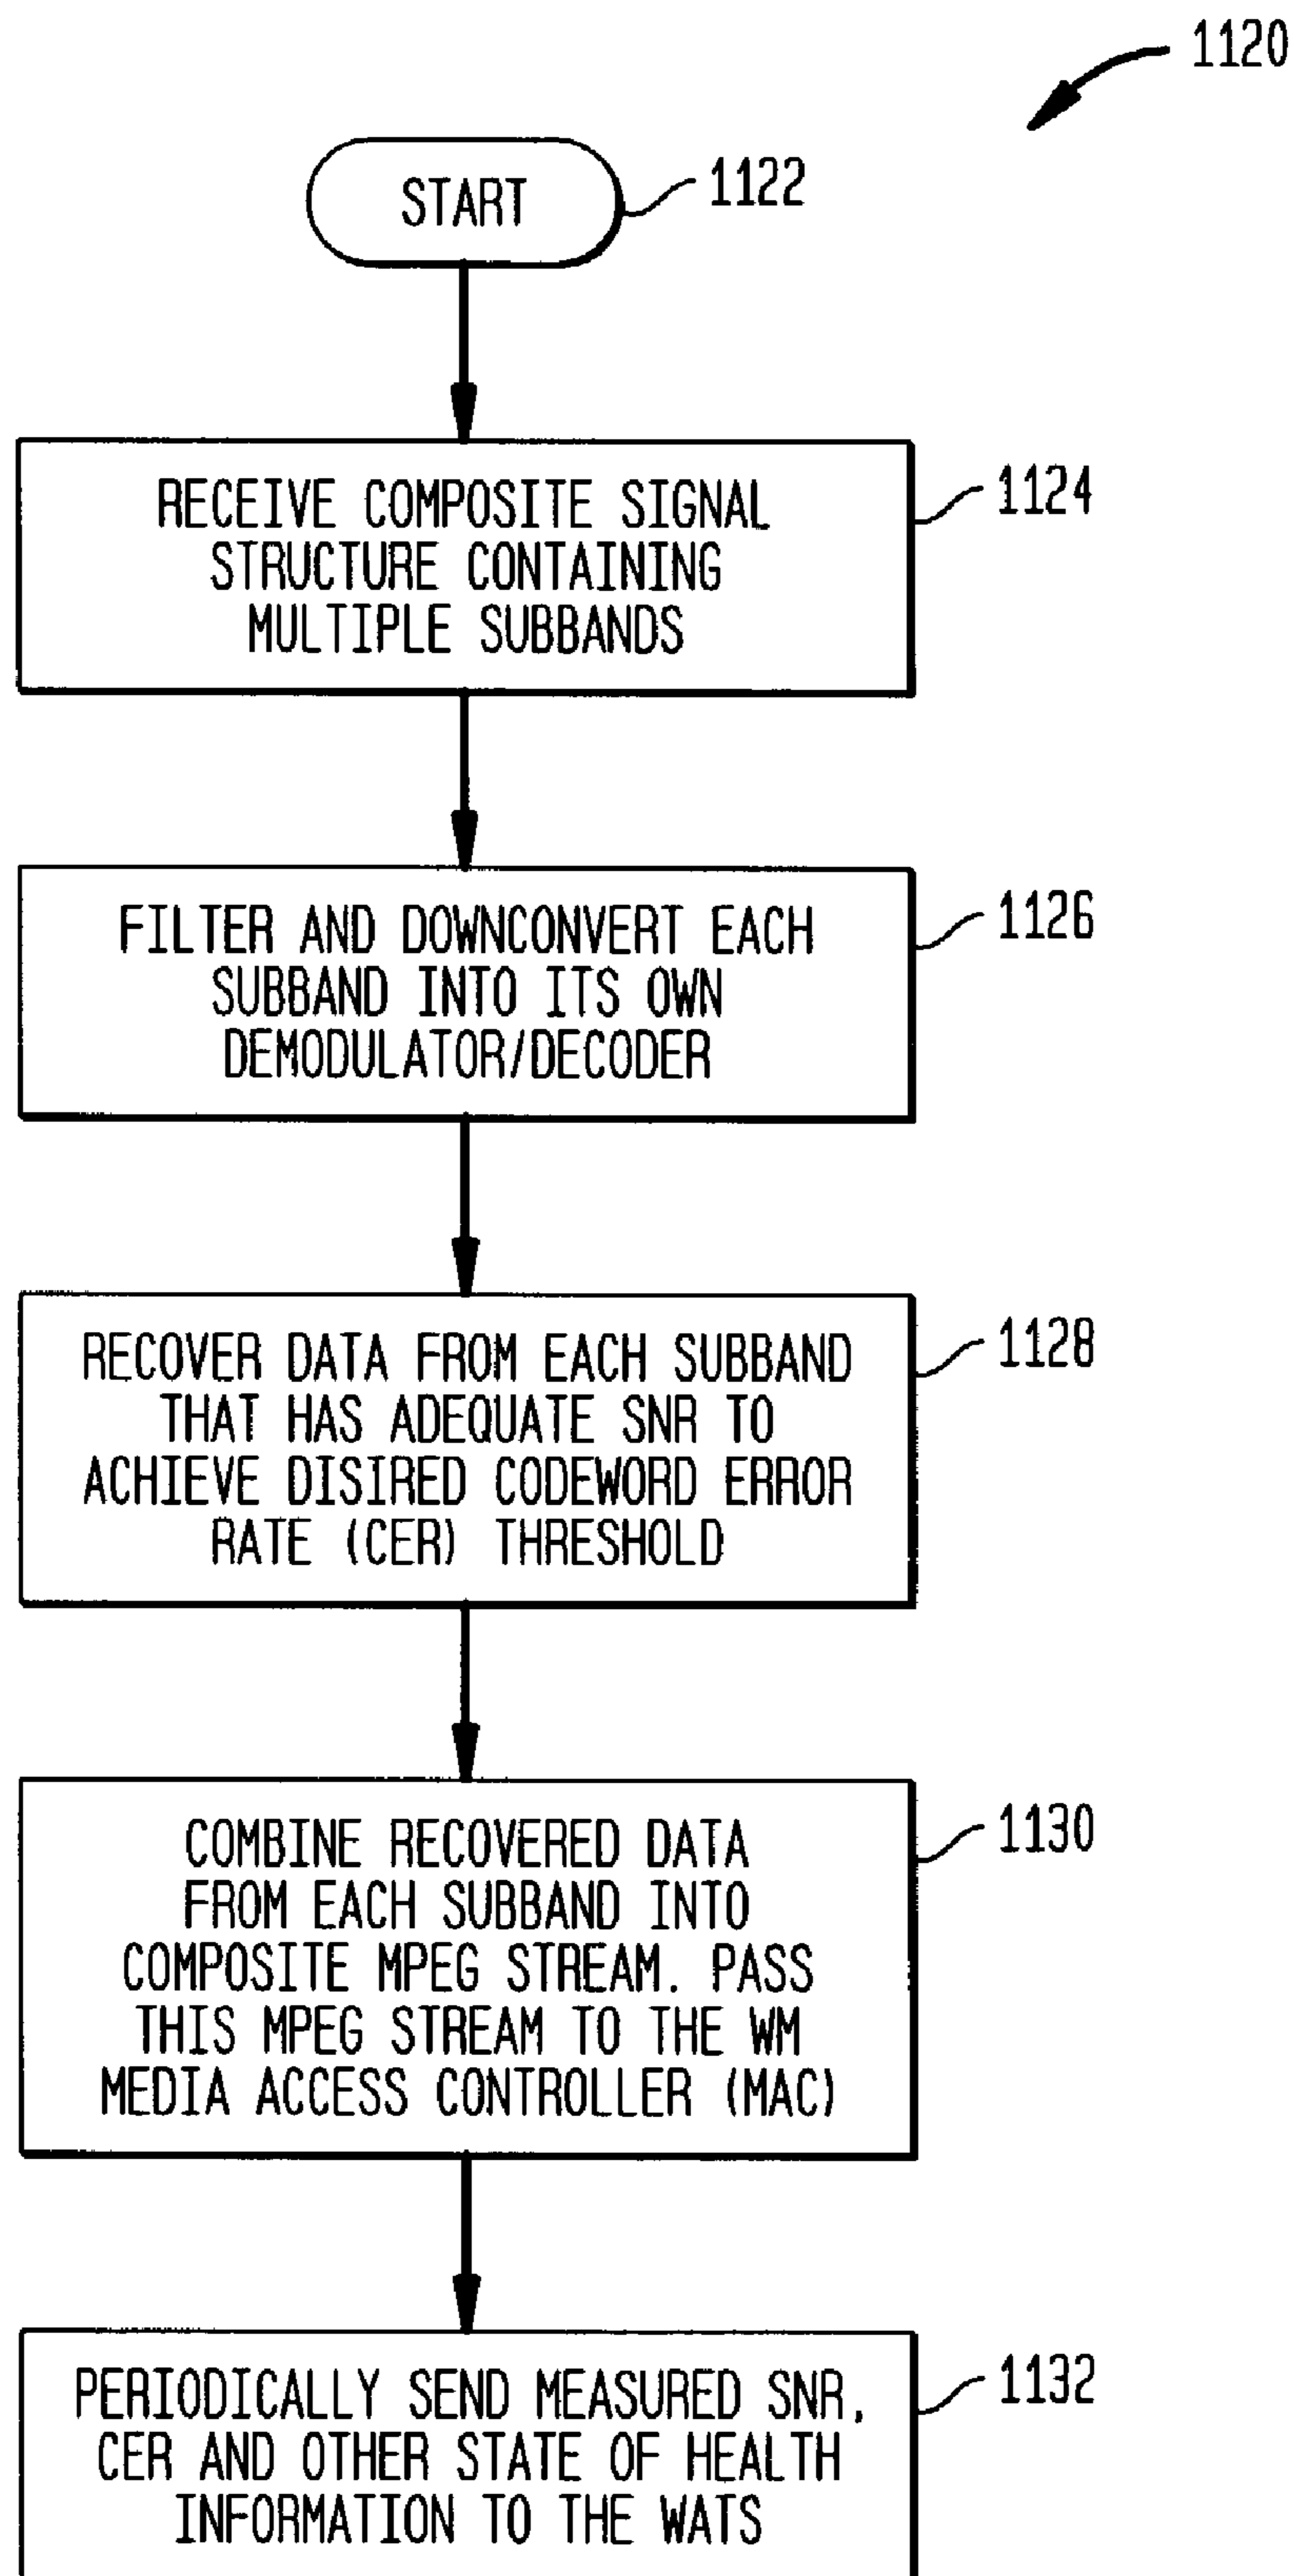 1120
START
1122
RECEIVE COMPOSITE SIGNAL
STRUCTURE CONTAINING
MULTIPLE SUBBANDS
1124
FILTER AND DOWNCONVERT EACH
SUBBAND INTO ITS OWN
DEMODULATOR/DECODER
1126
RECOVER DATA FROM EACH SUBBAND
THAT HAS ADEQUATE SNR TO
ACHIEVE DISIRED CODEWORD ERROR
RATE (CER) THRESHOLD
1128
COMBINE RECOVERED DATA
FROM EACH SUBBAND INTO
COMPOSITE MPEG STREAM. PASS
THIS MPEG STREAM TO THE WM
MEDIA ACCESS CONTROLLER (MAC)
1130
PERIODICALLY SEND MEASURED SNR,
CER AND OTHER STATE OF HEALTH
INFORMATION TO THE WATS
1132